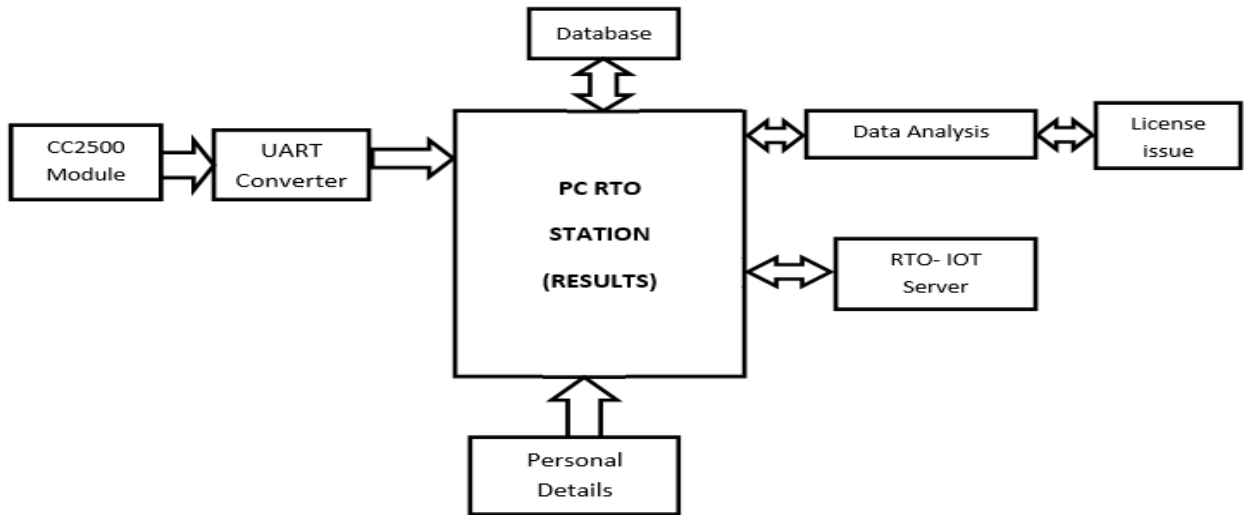 Database
CC2500
Module
UART
Converter
PC RTO
STATION
(RESULTS)
Data Analysis
License
issue
RTO- IOT
Server
Personal
Details